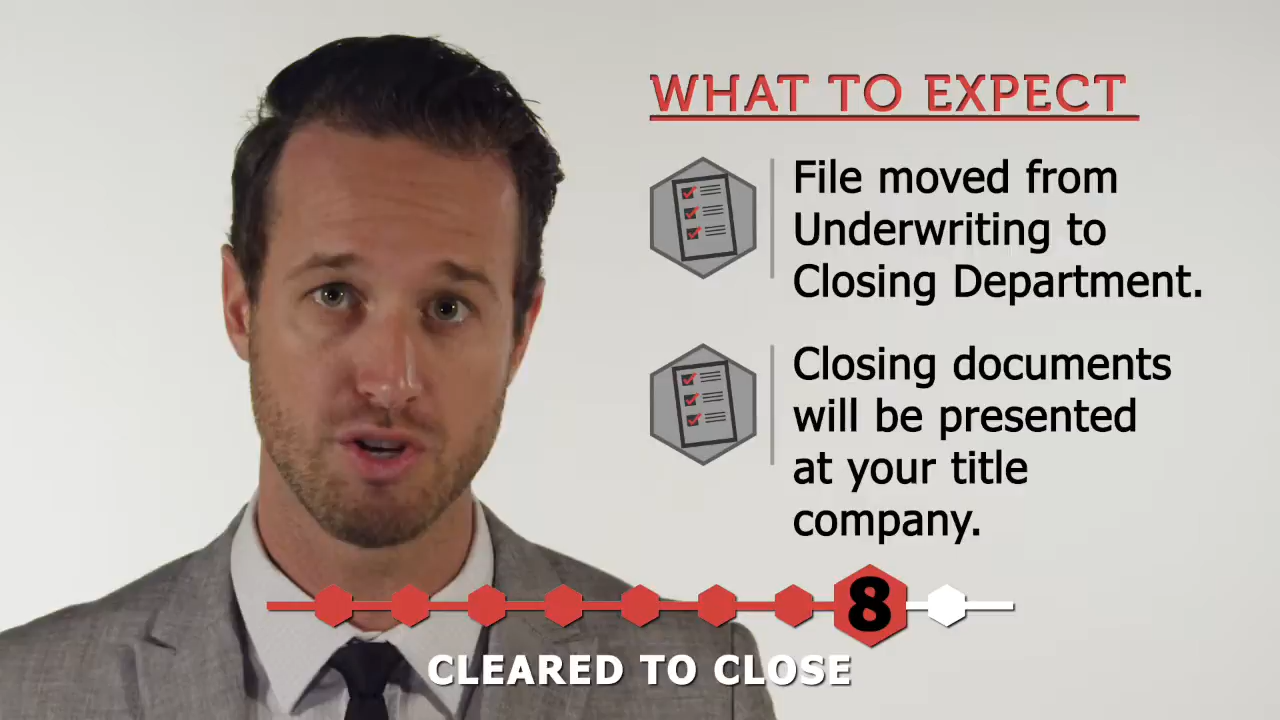 WHAT TO EXPECT
File moved from
Underwriting to
Closing Department.
Closing documents
will be presented
at your title
company.
8
CLEARED TO CLOSE